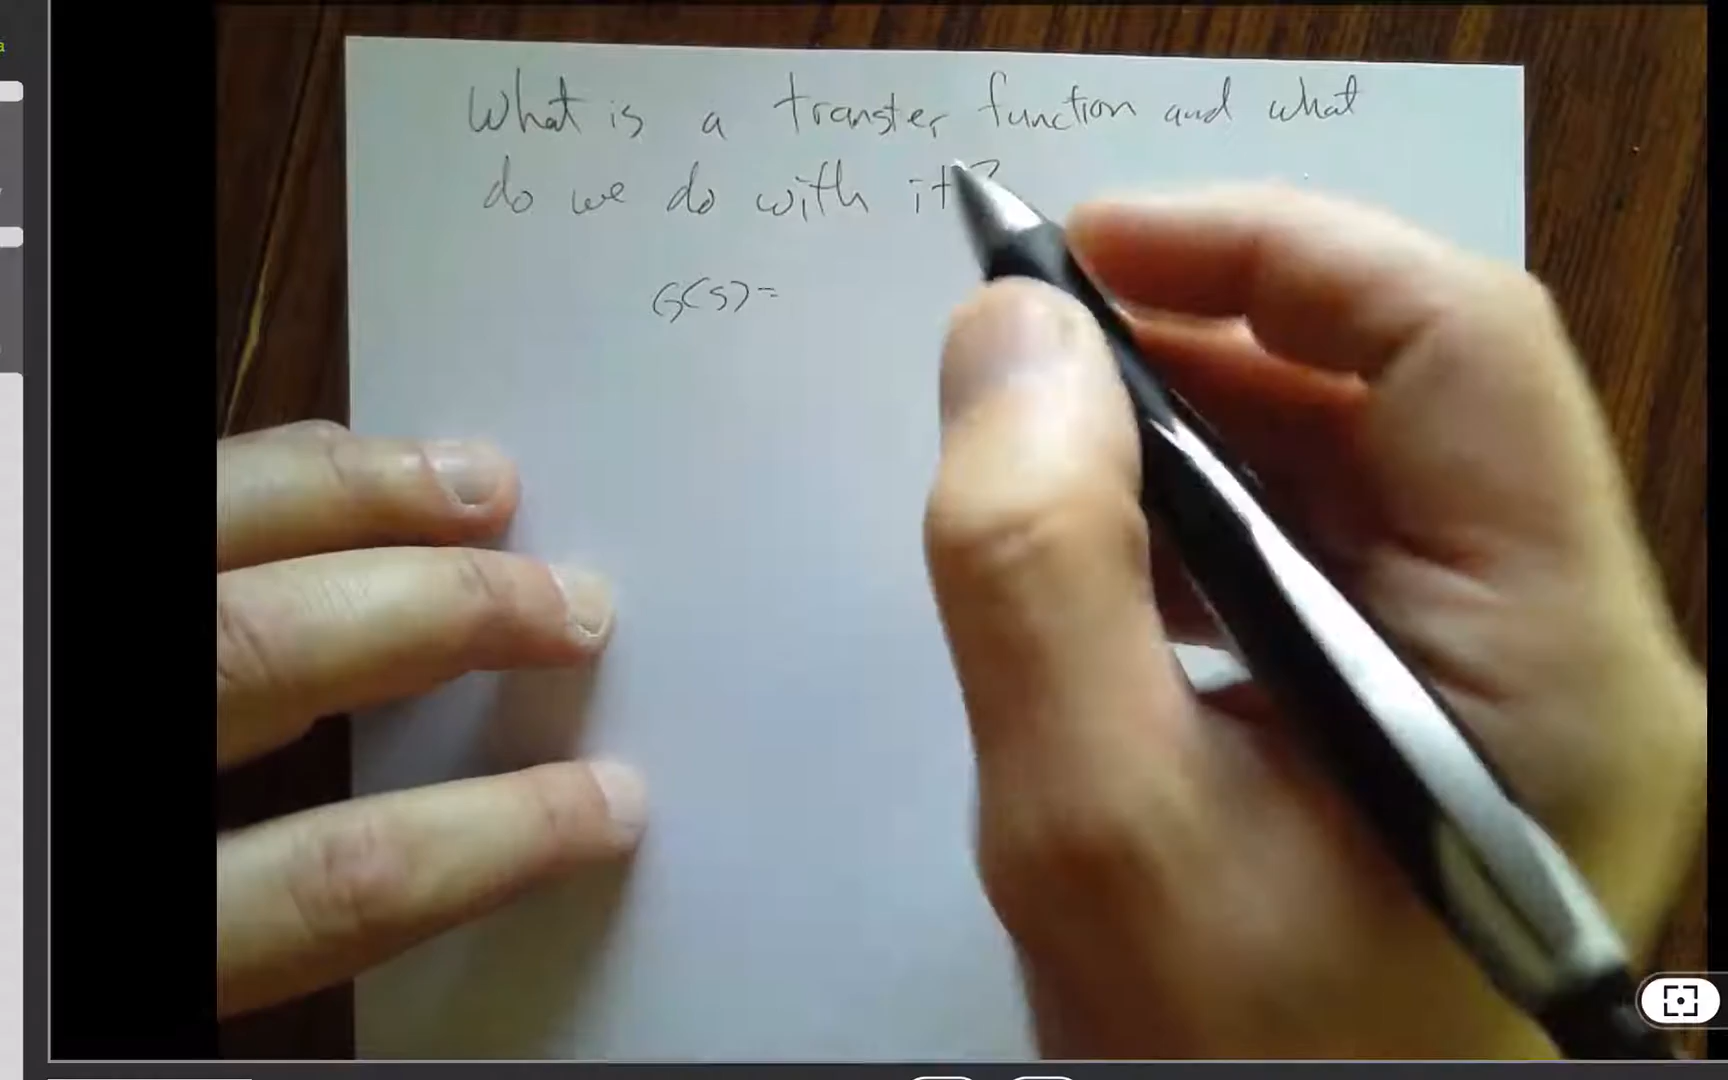 What is a transfer function and what
do we do with it?
G(s)=